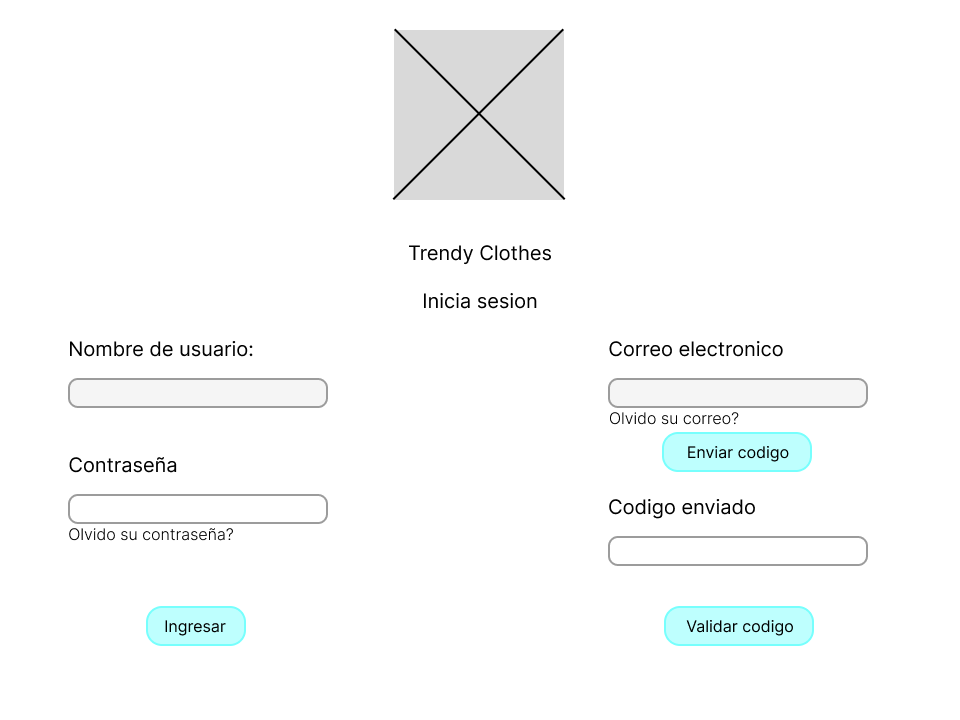 Trendy Clothes
Inicia sesion
Nombre de usuario:
Contraseña
Olvido su contraseña?
Ingresar
Correo electronico
Olvido su correo?
Enviar codigo
Codigo enviado
Validar codigo